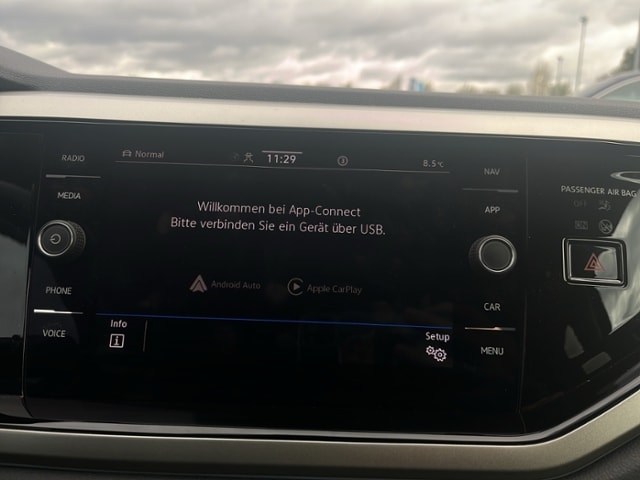 RADIO
MEDIA
PHONE
VOICE
Normal
11:29
8.5°C
Willkommen bei App-Connect
Bitte verbinden Sie ein Gerät über USB.
Android Auto
Apple CarPlay
Info
Setup
NAV
APP
CAR
MENU
PASSENGER AIR BAG
OFF